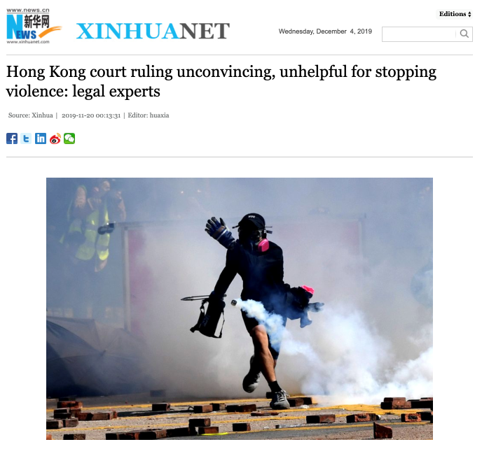 www.news.cn
新华网
NEWS
www.xinhuanet.com
XINHUANET
Wednesday, December 4, 2019
Editions
Hong Kong court ruling unconvincing, unhelpful for stopping
violence: legal experts
Source: Xinhua | 2019-11-20 00:13:31 | Editor: huaxia